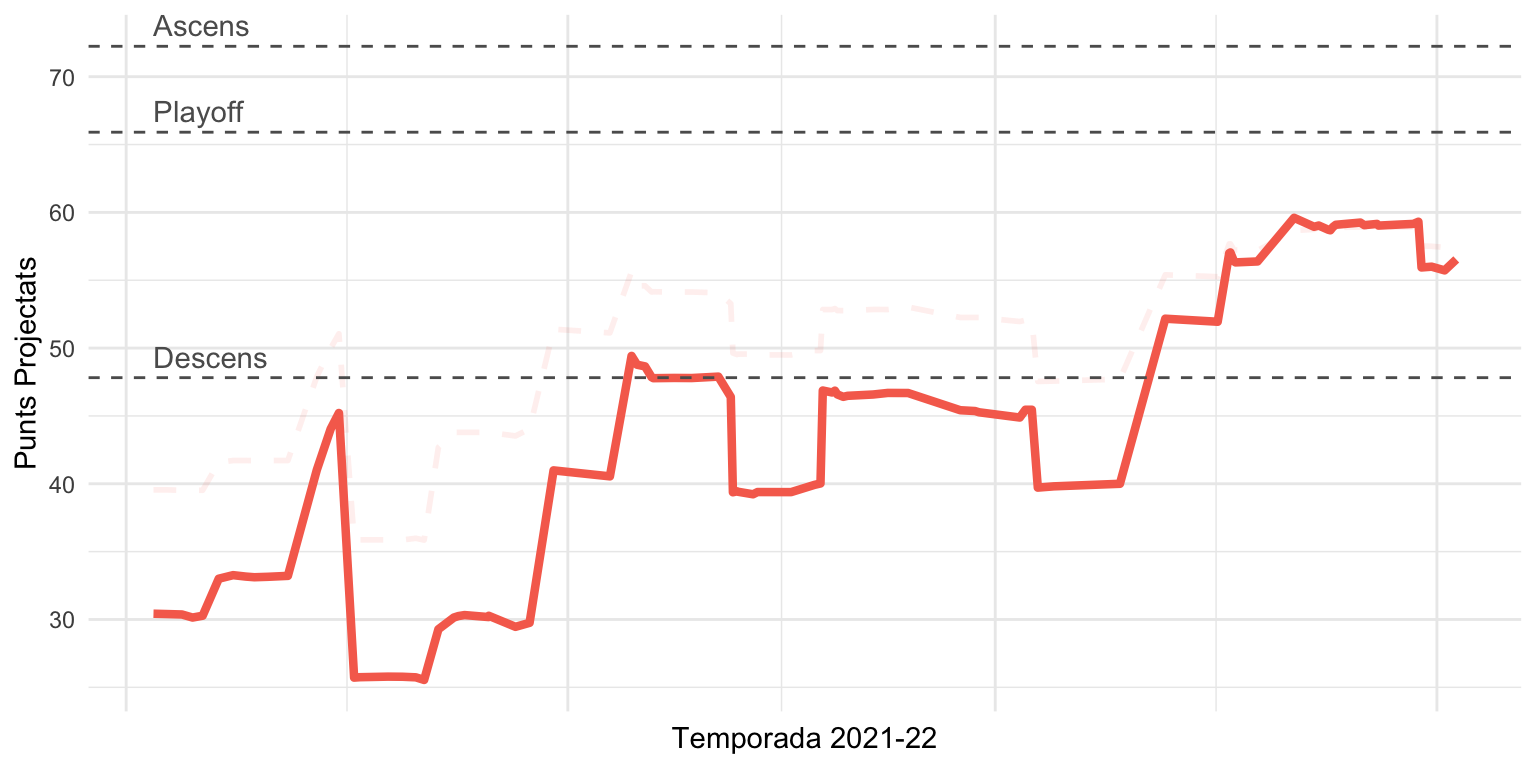 Ascens
70
Playoff
60
50
Descens
40
30
Punts Projectats
Temporada 2021-22